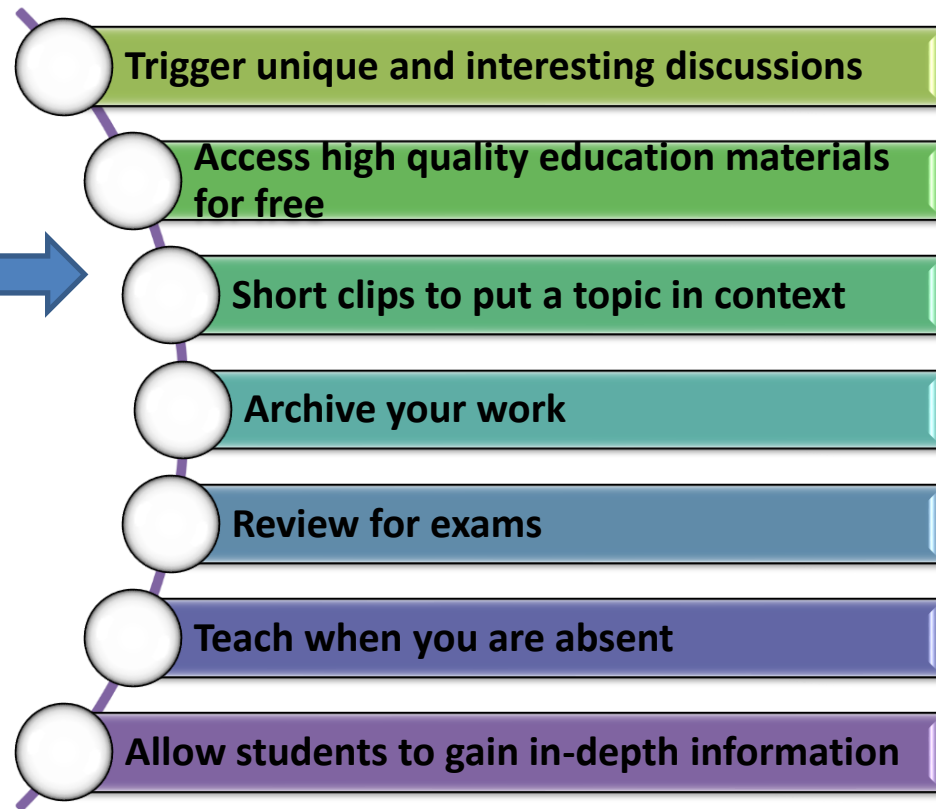 Trigger unique and interesting discussions
Access high quality education materials
for free
Short clips to put a topic in context
Archive your work
Review for exams
Teach when you are absent
Allow students to gain in-depth information